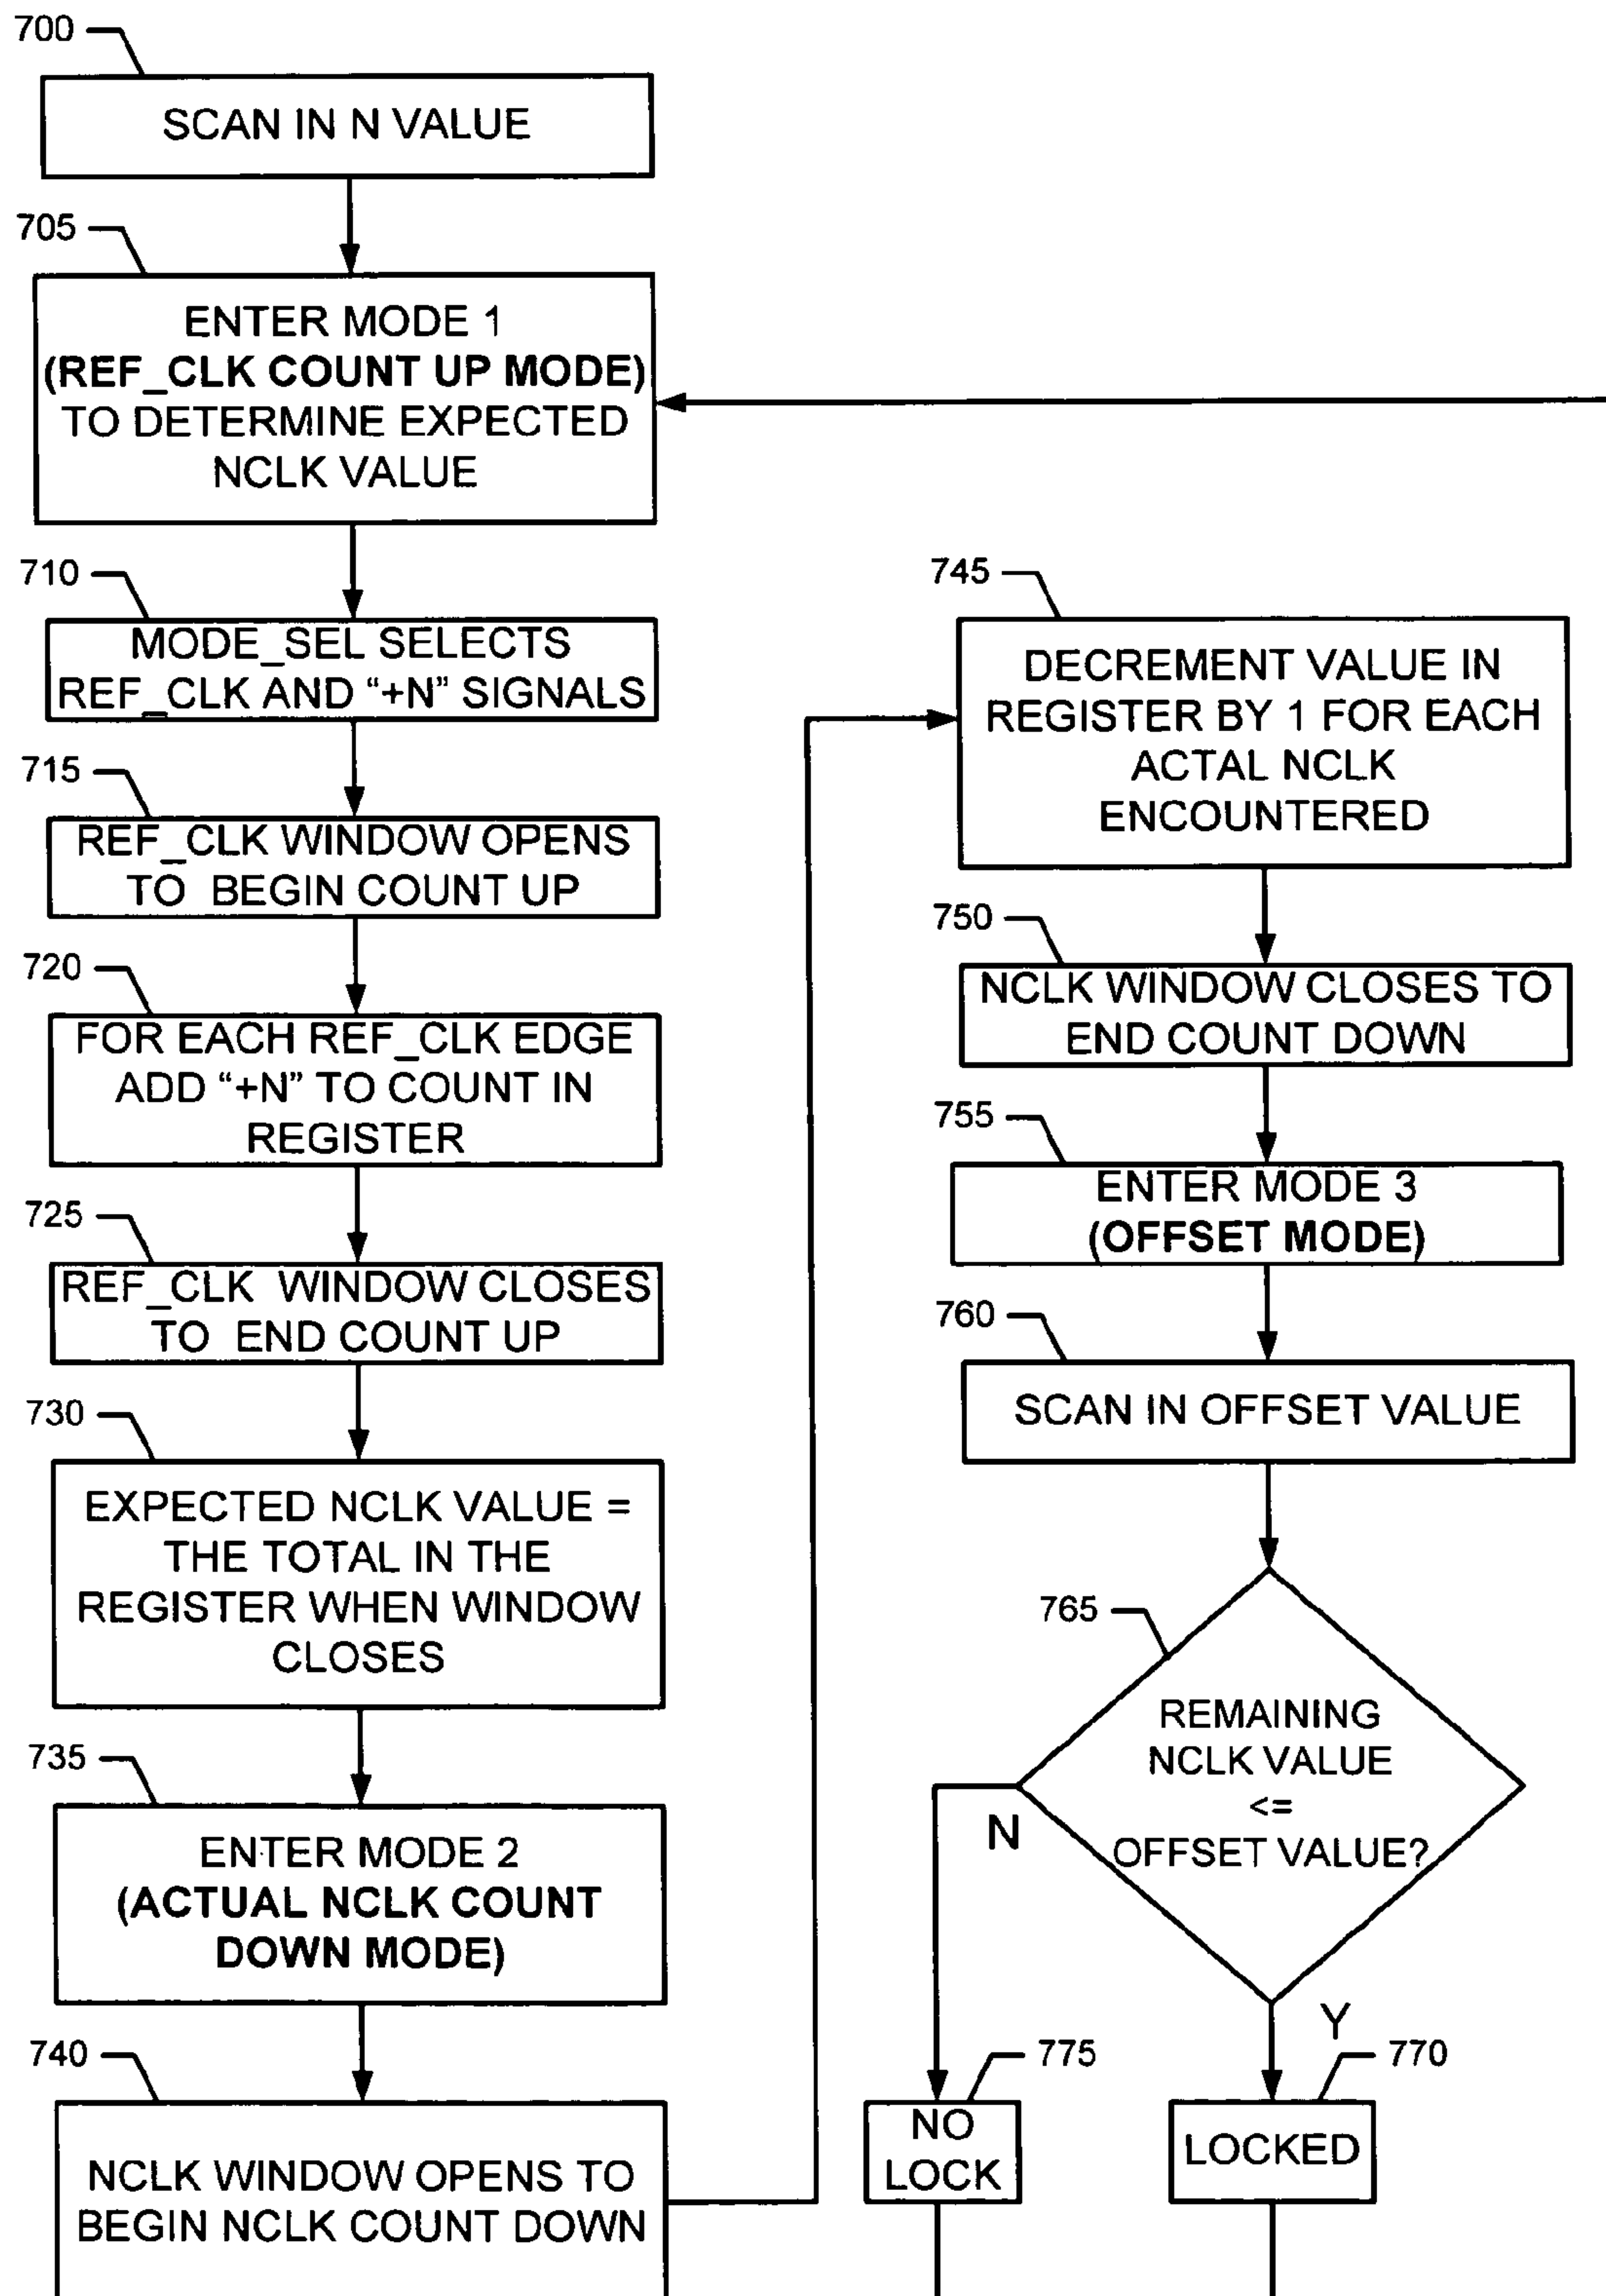 700
SCAN IN N VALUE
705
ENTER MODE 1
(REF_CLK COUNT UP MODE)
TO DETERMINE EXPECTED
NCLK VALUE
710
MODE_SEL SELECTS
REF_CLK AND “+N” SIGNALS
715
REF_CLK WINDOW OPENS
TO BEGIN COUNT UP
720
FOR EACH REF_CLK EDGE
ADD “+N” TO COUNT IN
REGISTER
725
REF_CLK WINDOW CLOSES
TO END COUNT UP
730
EXPECTED NCLK VALUE =
THE TOTAL IN THE
REGISTER WHEN WINDOW
CLOSES
735
ENTER MODE 2
(ACTUAL NCLK COUNT
DOWN MODE)
740
NCLK WINDOW OPENS TO
BEGIN NCLK COUNT DOWN
745
DECREMENT VALUE IN
REGISTER BY 1 FOR EACH
ACTAL NCLK
ENCOUNTERED
750
NCLK WINDOW CLOSES TO
END COUNT DOWN
755
ENTER MODE 3
(OFFSET MODE)
760
SCAN IN OFFSET VALUE
765
REMAINING
NCLK VALUE
<=
OFFSET VALUE?
N
Y
775
NO
LOCK
770
LOCKED